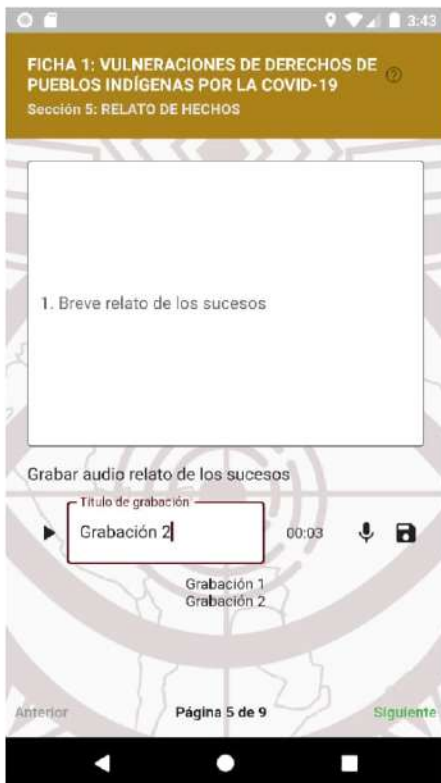 3:43
FICHA 1: VULNERACIONES DE DERECHOS DE
PUEBLOS INDÍGENAS POR LA COVID-19
Sección 5: RELATO DE HECHOS
1. Breve relato de los sucesos
Grabar audio relato de los sucesos
Título de grabación
Grabación 2
00:03
Grabación 1
Grabación 2
Anterior
Página 5 de 9
Siguiente